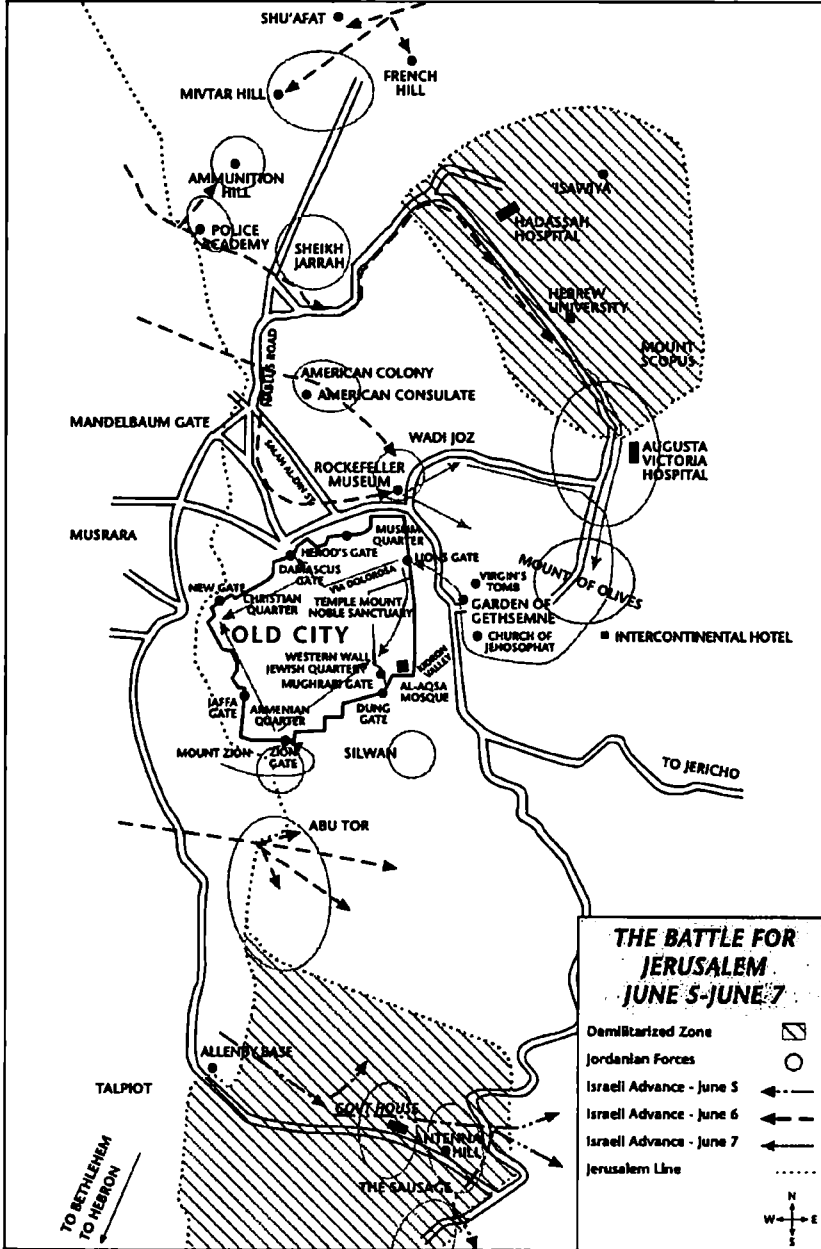 SHU'AFAT
FRENCH
HILL
MIVTAR HILL
AMMUNITION
HILL
'ISAWIYA
HADASSAH
HOSPITAL
POLICE
ACADEMY
SHEIKH
JARRAH
HEBREW
UNIVERSITY
MOUNT
SCOPUS
NABLUS ROAD
AMERICAN COLONY
AMERICAN CONSULATE
MANDELBAUM GATE
SALAH AL-DIN ST.
WADI JOZ
AUGUSTA
VICTORIA
HOSPITAL
ROCKEFELLER
MUSEUM
MUSRARA
MUSLIM
QUARTER
HEROD'S GATE
DAMASCUS
GATE
LIONS GATE
VIA DOLOROSA
VIRGIN'S
TOMB
MOUNT OF OLIVES
NEW GATE
CHRISTIAN
QUARTER
TEMPLE MOUNT
NOBLE SANCTUARY
GARDEN OF
GETHSEMNE
OLD CITY
CHURCH OF
JEHOSOPHAT
INTERCONTINENTAL HOTEL
WESTERN WALL
JEWISH QUARTER
MUGHRABI GATE
KIDRON
VALLEY
AL-AQSA
MOSQUE
JAFFA
GATE
ARMENIAN
QUARTER
DUNG
GATE
MOUNT ZION
ZION
GATE
SILWAN
TO JERICHO
ABU TOR
ALLENBY BASE
TALPIOT
GOVT HOUSE
ANTENNA
HILL
THE SAUSAGE
TO BETHLEHEM
TO HEBRON
THE BATTLE FOR
JERUSALEM
JUNE 5-JUNE 7
Demilitarized Zone
Jordanian Forces
Israeli Advance - June 5
Israeli Advance - June 6
Israeli Advance - June 7
Jerusalem Line
N
W E
S